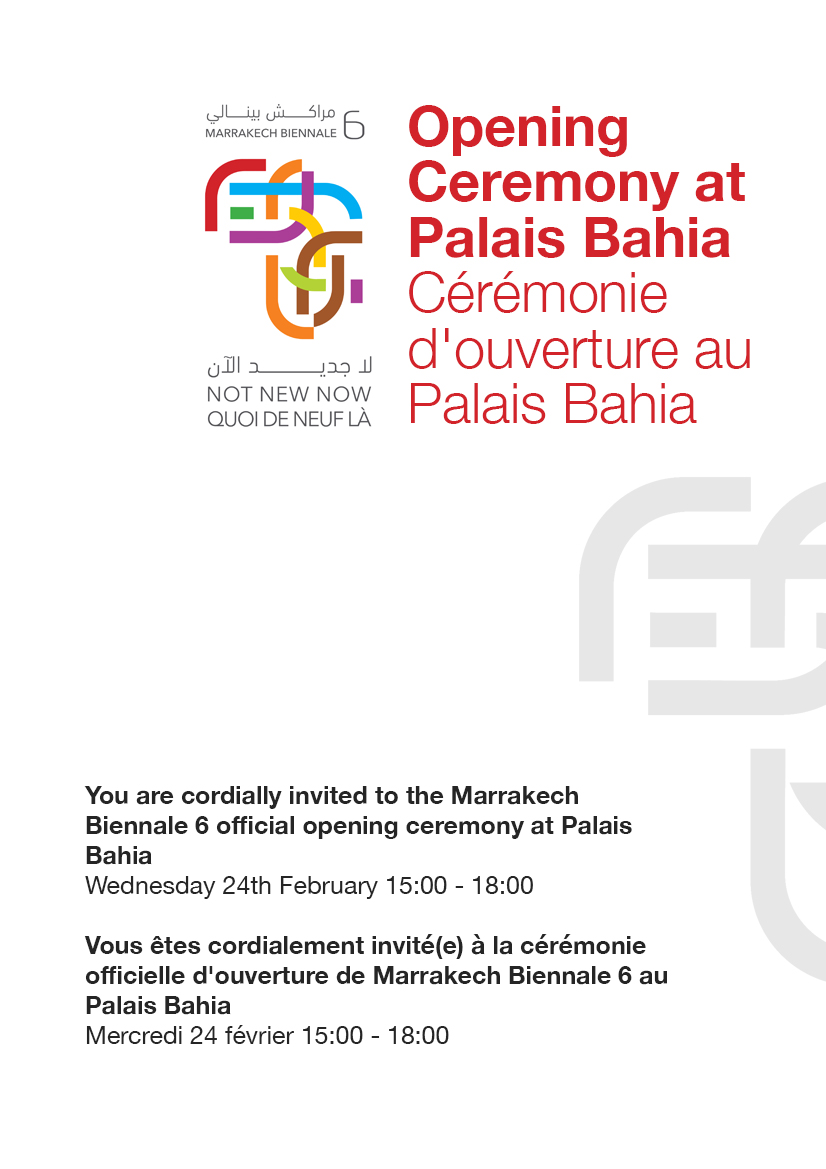 مراكش بينالي
MARRAKECH BIENNALE 6
Opening
Ceremony at
Palais Bahia
Cérémonie
d'ouverture au
Palais Bahia
لا جديد الآن
NOT NEW NOW
QUOI DE NEUF LÀ
You are cordially invited to the Marrakech
Biennale 6 official opening ceremony at Palais
Bahia
Wednesday 24th February 15:00 - 18:00
Vous êtes cordialement invité(e) à la cérémonie
officielle d'ouverture de Marrakech Biennale 6 au
Palais Bahia
Mercredi 24 février 15:00 - 18:00